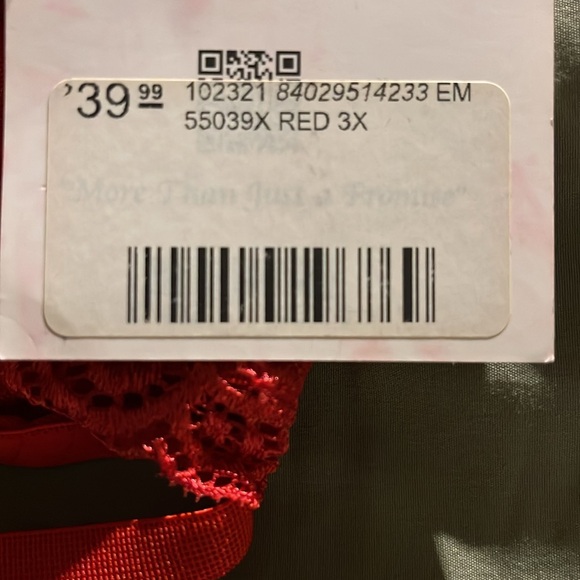 39 99
102321 84029514233 EM
55039X RED 3X
"More Than Just a Promise"